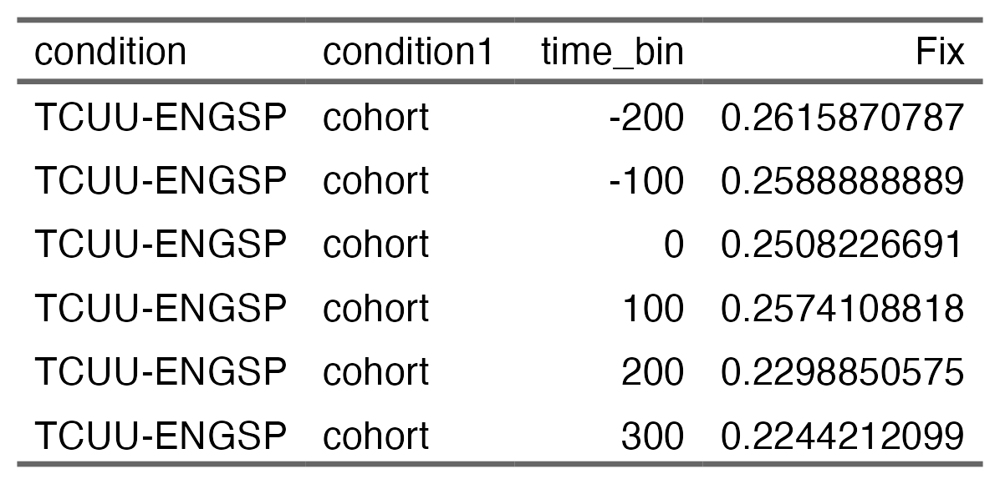 condition condition1 time_bin Fix
TCUU-ENGSP cohort -200 0.2615870787
TCUU-ENGSP cohort -100 0.2588888889
TCUU-ENGSP cohort 0 0.2508226691
TCUU-ENGSP cohort 100 0.2574108818
TCUU-ENGSP cohort 200 0.2298850575
TCUU-ENGSP cohort 300 0.2244212099